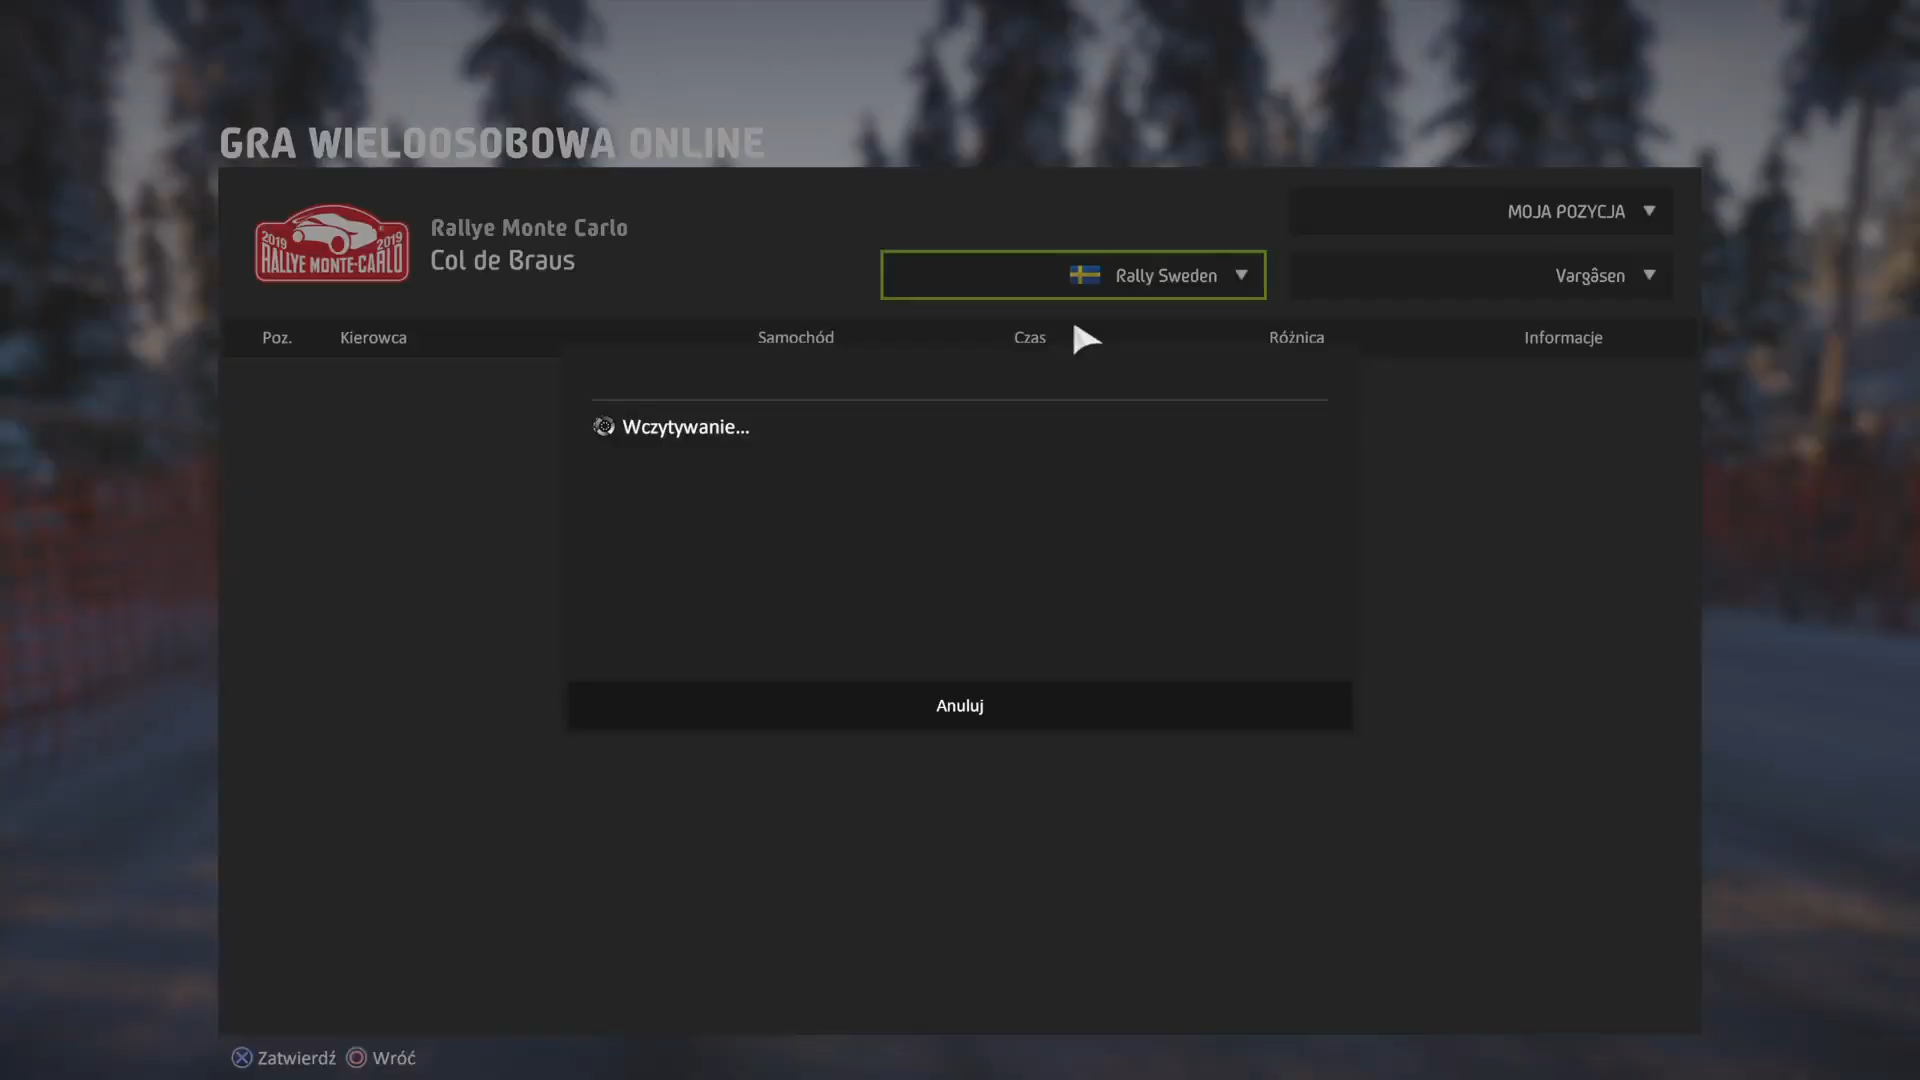 GRA WIELOOSOBOWA ONLINE
2019 2019
RALLYE MONTE-CARLO
Rallye Monte Carlo
Col de Braus
MOJA POZYCJA
Rally Sweden
Vargâsen
Poz. Kierowca Samochód Czas Różnica Informacje
Wczytywanie...
Anuluj
Zatwierdź Wróć